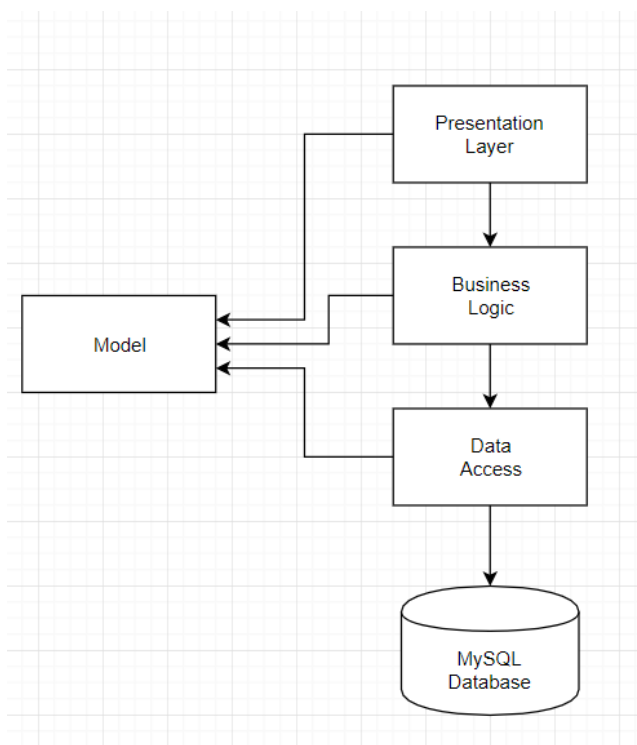 Presentation
Layer
Business
Logic
Model
Data
Access
MySQL
Database